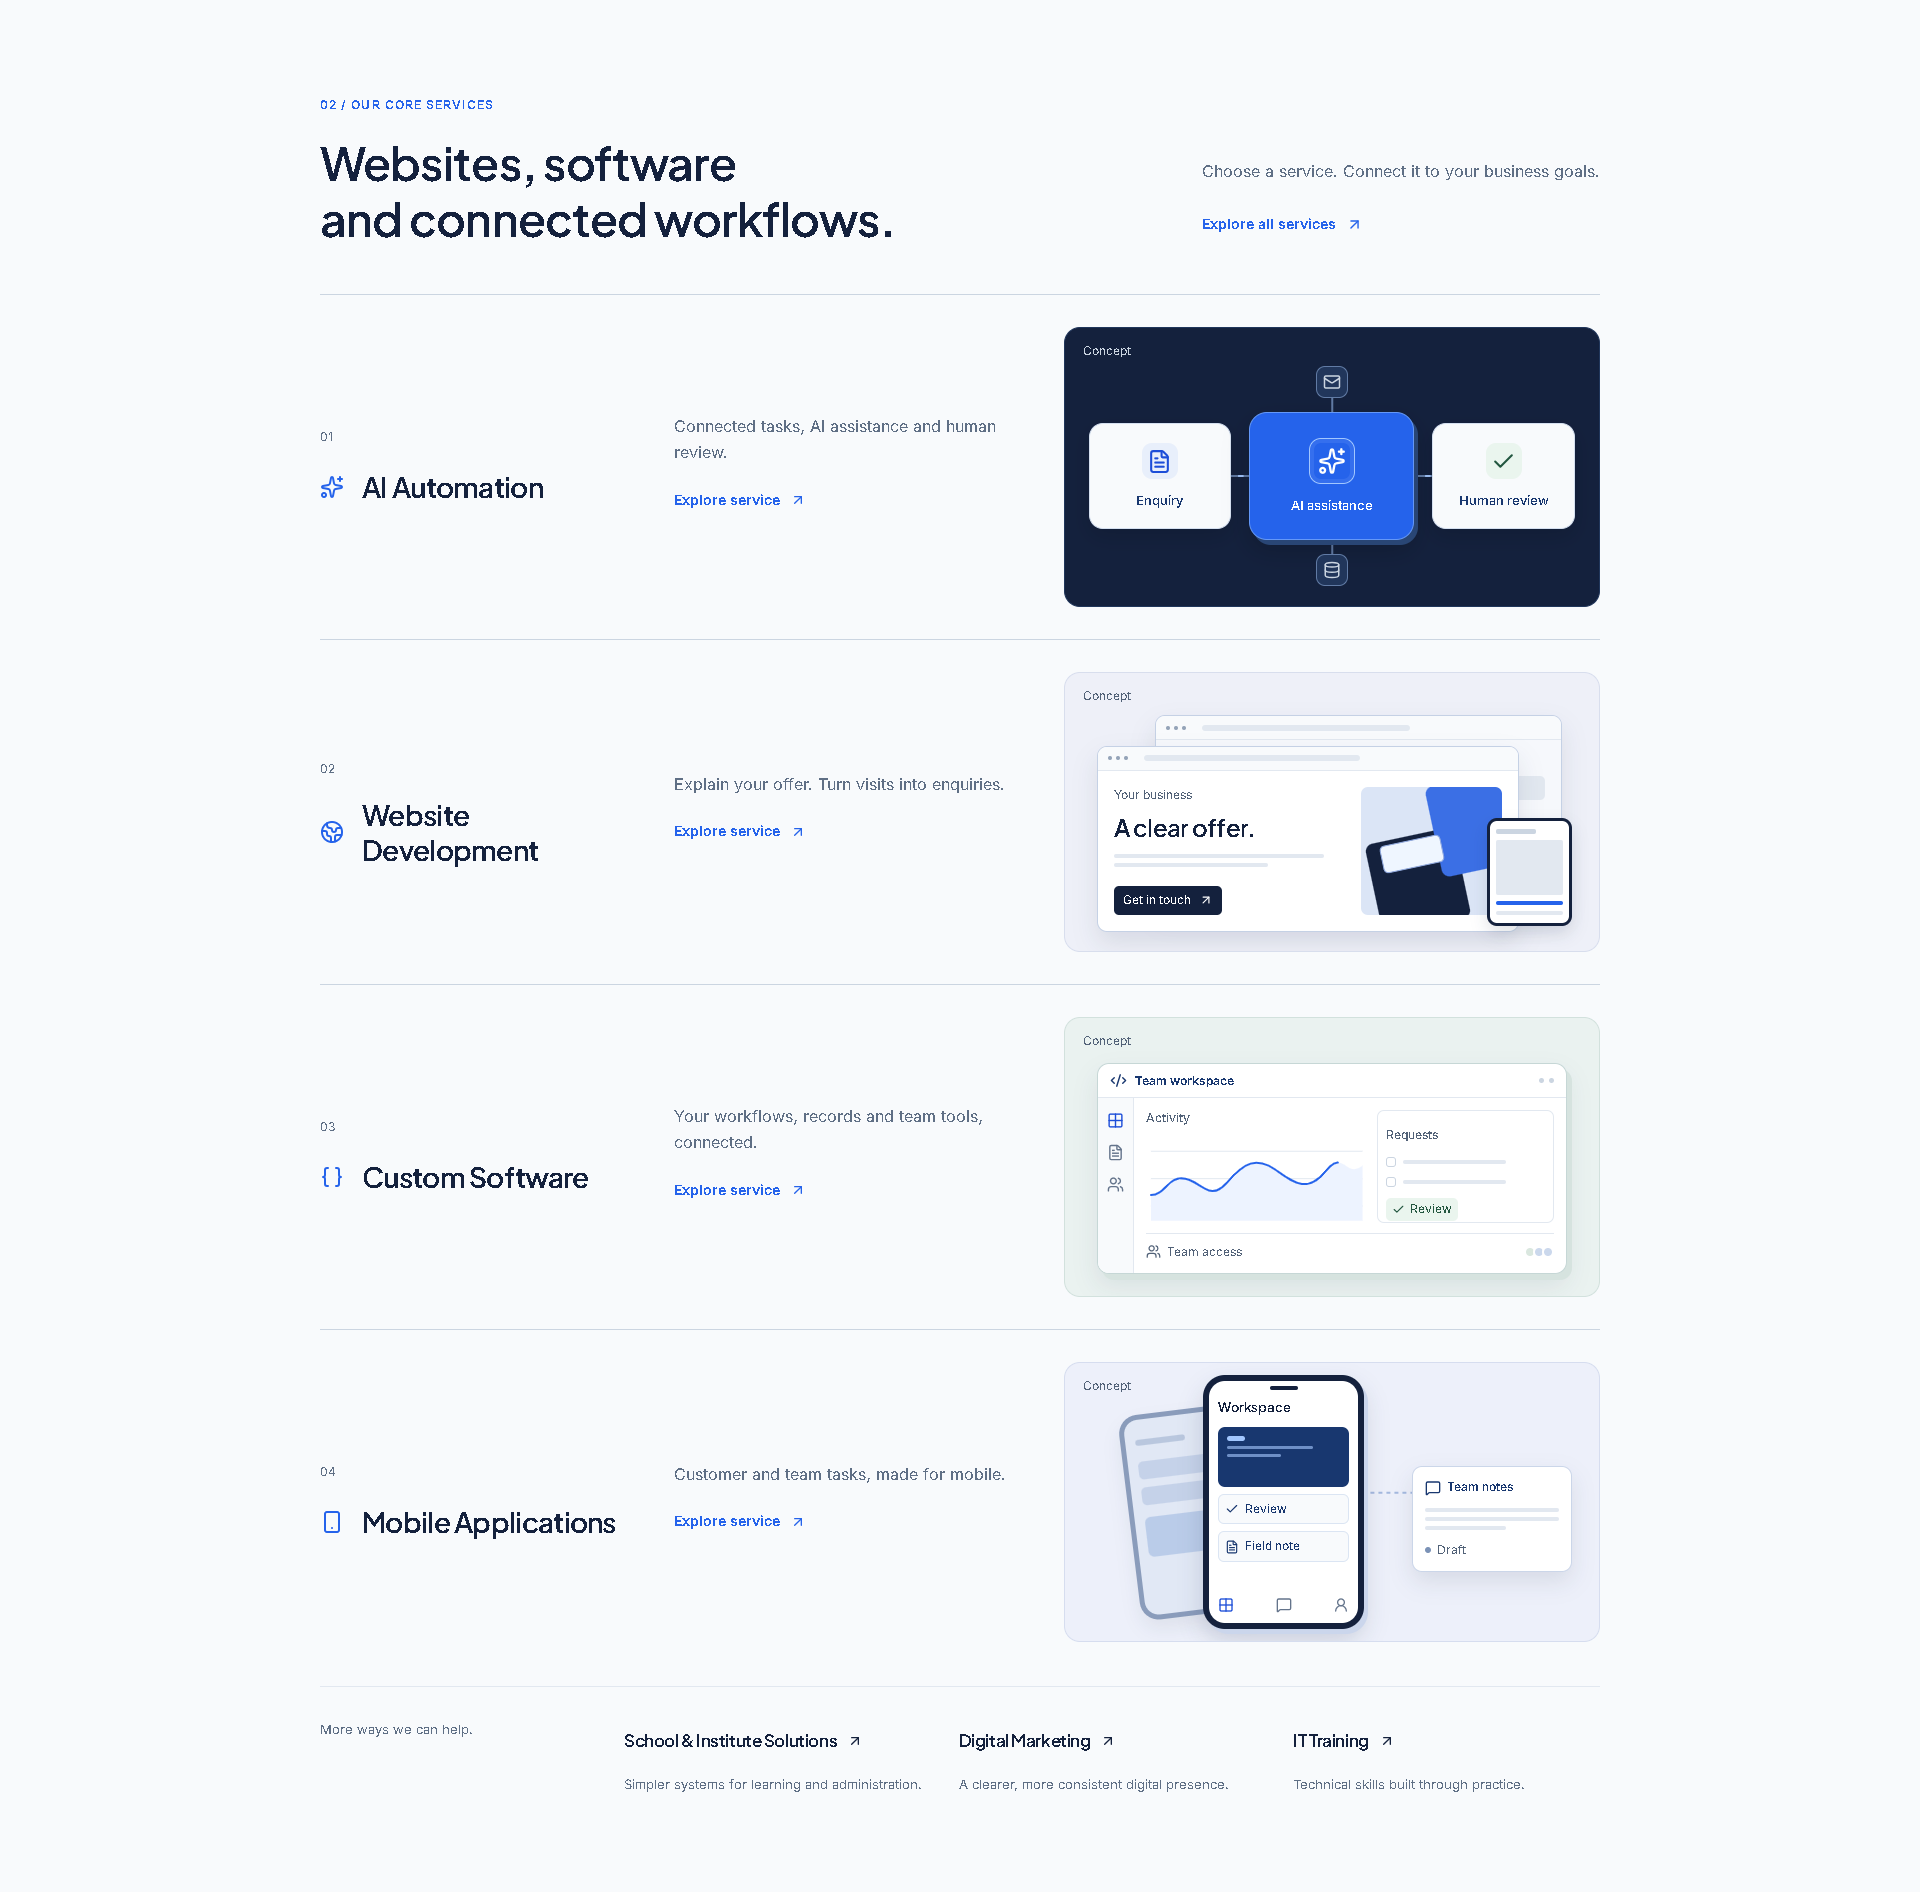 02 / OUR CORE SERVICES
Websites, software
and connected workflows.
Choose a service. Connect it to your business goals.
Explore all services
01
AI Automation
Connected tasks, AI assistance and human
review.
Explore service
Concept
Enquiry
AI assistance
Human review
02
Website
Development
Explain your offer. Turn visits into enquiries.
Explore service
Concept
Your business
A clear offer.
Get in touch
03
Custom Software
Your workflows, records and team tools,
connected.
Explore service
Concept
Team workspace
Activity
Requests
Review
Team access
04
Mobile Applications
Customer and team tasks, made for mobile.
Explore service
Concept
Workspace
Review
Field note
Team notes
Draft
More ways we can help.
School & Institute Solutions
Simpler systems for learning and administration.
Digital Marketing
A clearer, more consistent digital presence.
IT Training
Technical skills built through practice.